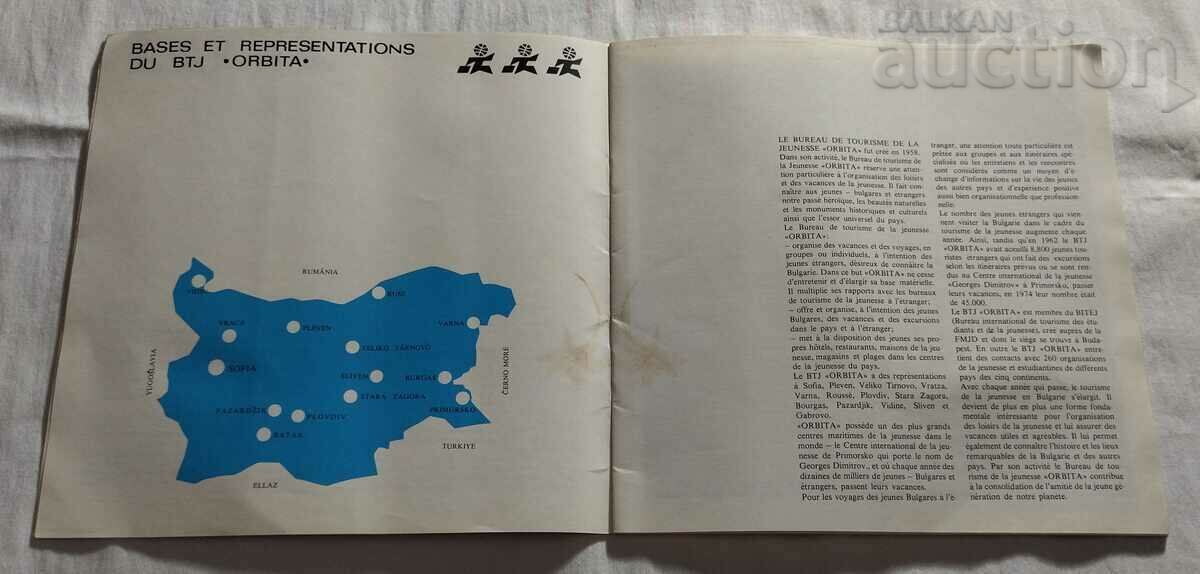 BASES ET REPRESENTATIONS
DU BTJ •ORBITA•
RUMÂNIA
VIDIN
RUSE
VRACA
PLEVEN
VARNA
VELIKO TĂRNOVO
YUGOSLAVIA
SOFIA
SLIVEN
BURGAS
ČERNO MORE
STARA ZAGORA
PAZARDŽIK
PLOVDIV
PRIMORSKO
BATAK
TURKIYE
ELLAZ
BALKAN
auction
LE BUREAU DE TOURISME DE LA
JEUNESSE «ORBITA» fut créé en 1958.
Dans son activité, le Bureau de tourisme de
la Jeunesse «ORBITA» réserve une atten-
tion particulière à l'organisation des loisirs
et des vacances de la jeunesse. Il fait con-
naître aux jeunes – bulgares et étrangers
notre passé héroïque, les beautés naturelles
et les monuments historiques et culturels
ainsi que l'essor universel du pays.
Le Bureau de tourisme de la jeunesse
«ORBITA»:
– organise des vacances et des voyages, en
groupes ou individuels, à l'intention des
jeunes étrangers, désireux de connaître la
Bulgarie. Dans ce but «ORBITA» ne cesse
d'entretenir et d'élargir sa base matérielle.
Il multiplie ses rapports avec les bureaux
de tourisme de la jeunesse à l'étranger;
– offre et organise, à l'intention des jeunes
Bulgares, des vacances et des excursions
dans le pays et à l'étranger;
– met à la disposition des jeunes ses pro-
pres hôtels, restaurants, maisons de la jeu-
nesse, magasins et plages dans les centres
de la jeunesse du pays.
Le BTJ «ORBITA» a des représentations
à Sofia, Pleven, Veliko Tirnovo, Vratza,
Varna, Roussé, Plovdiv, Stara Zagora,
Bourgas, Pazardjik, Vidine, Sliven et
Gabrovo.
«ORBITA» possède un des plus grands
centres maritimes de la jeunesse dans le
monde – le Centre international de la jeu-
nesse de Primorsko qui porte le nom de
Georges Dimitrov., et où chaque année des
dizaines de milliers de jeunes – Bulgares et
étrangers, passent leurs vacances.
Pour les voyages des jeunes Bulgares à l'é-
tranger, une attention toute particulière est
prêtée aux groupes et aux itinéraires spé-
cialisés ou les entretiens et les rencontres
sont considérés comme un moyen d'é-
change d'informations sur la vie des jeunes
des autres pays et d'expérience positive
aussi bien organisationnelle que profession-
nelle.
Le nombre des jeunes étrangers qui vien-
nent visiter la Bulgarie dans le cadre du
tourisme de la jeunesse augmente chaque
année. Ainsi, tandis qu'en 1962 le BTJ
«ORBITA» avait accuilli 8,800 jeunes tou-
ristes étrangers qui ont fait des excursions
selon les itinéraires prévus ou se sont ren-
dus au Centre international de la jeunesse
«Georges Dimitrov» à Primorsko, passer
leurs vacances, en 1974 leur nombre était
de 45.000.
Le BTJ «ORBITA» est membre du BITEJ
(Bureau international de tourisme des étu-
diants et de la jeunesse), crée auprès de la
FMJD et dont le siège se trouve à Buda-
pest. En outre le BTJ «ORBITA» entre-
tient des contacts avec 260 organisations
de la jeunesse et estudiantines de différents
pays des cinq continents.
Avec chaque année qui passe, le tourisme
de la jeunesse en Bulgarie s'élargit. Il
devient de plus en plus une forme fonda-
mentale intéressante pour l'organisation
des loisirs de la jeunesse et lui assurer des
vacances utiles et agréables. Il lui permet
également de connaître l'histoire et les lieux
remarquables de la Bulgarie et des autres
pays. Par son activité le Bureau de tou-
risme de la jeunesse «ORBITA» contribue
à la consolidation de l'amitié de la jeune gé-
nération de notre planète.